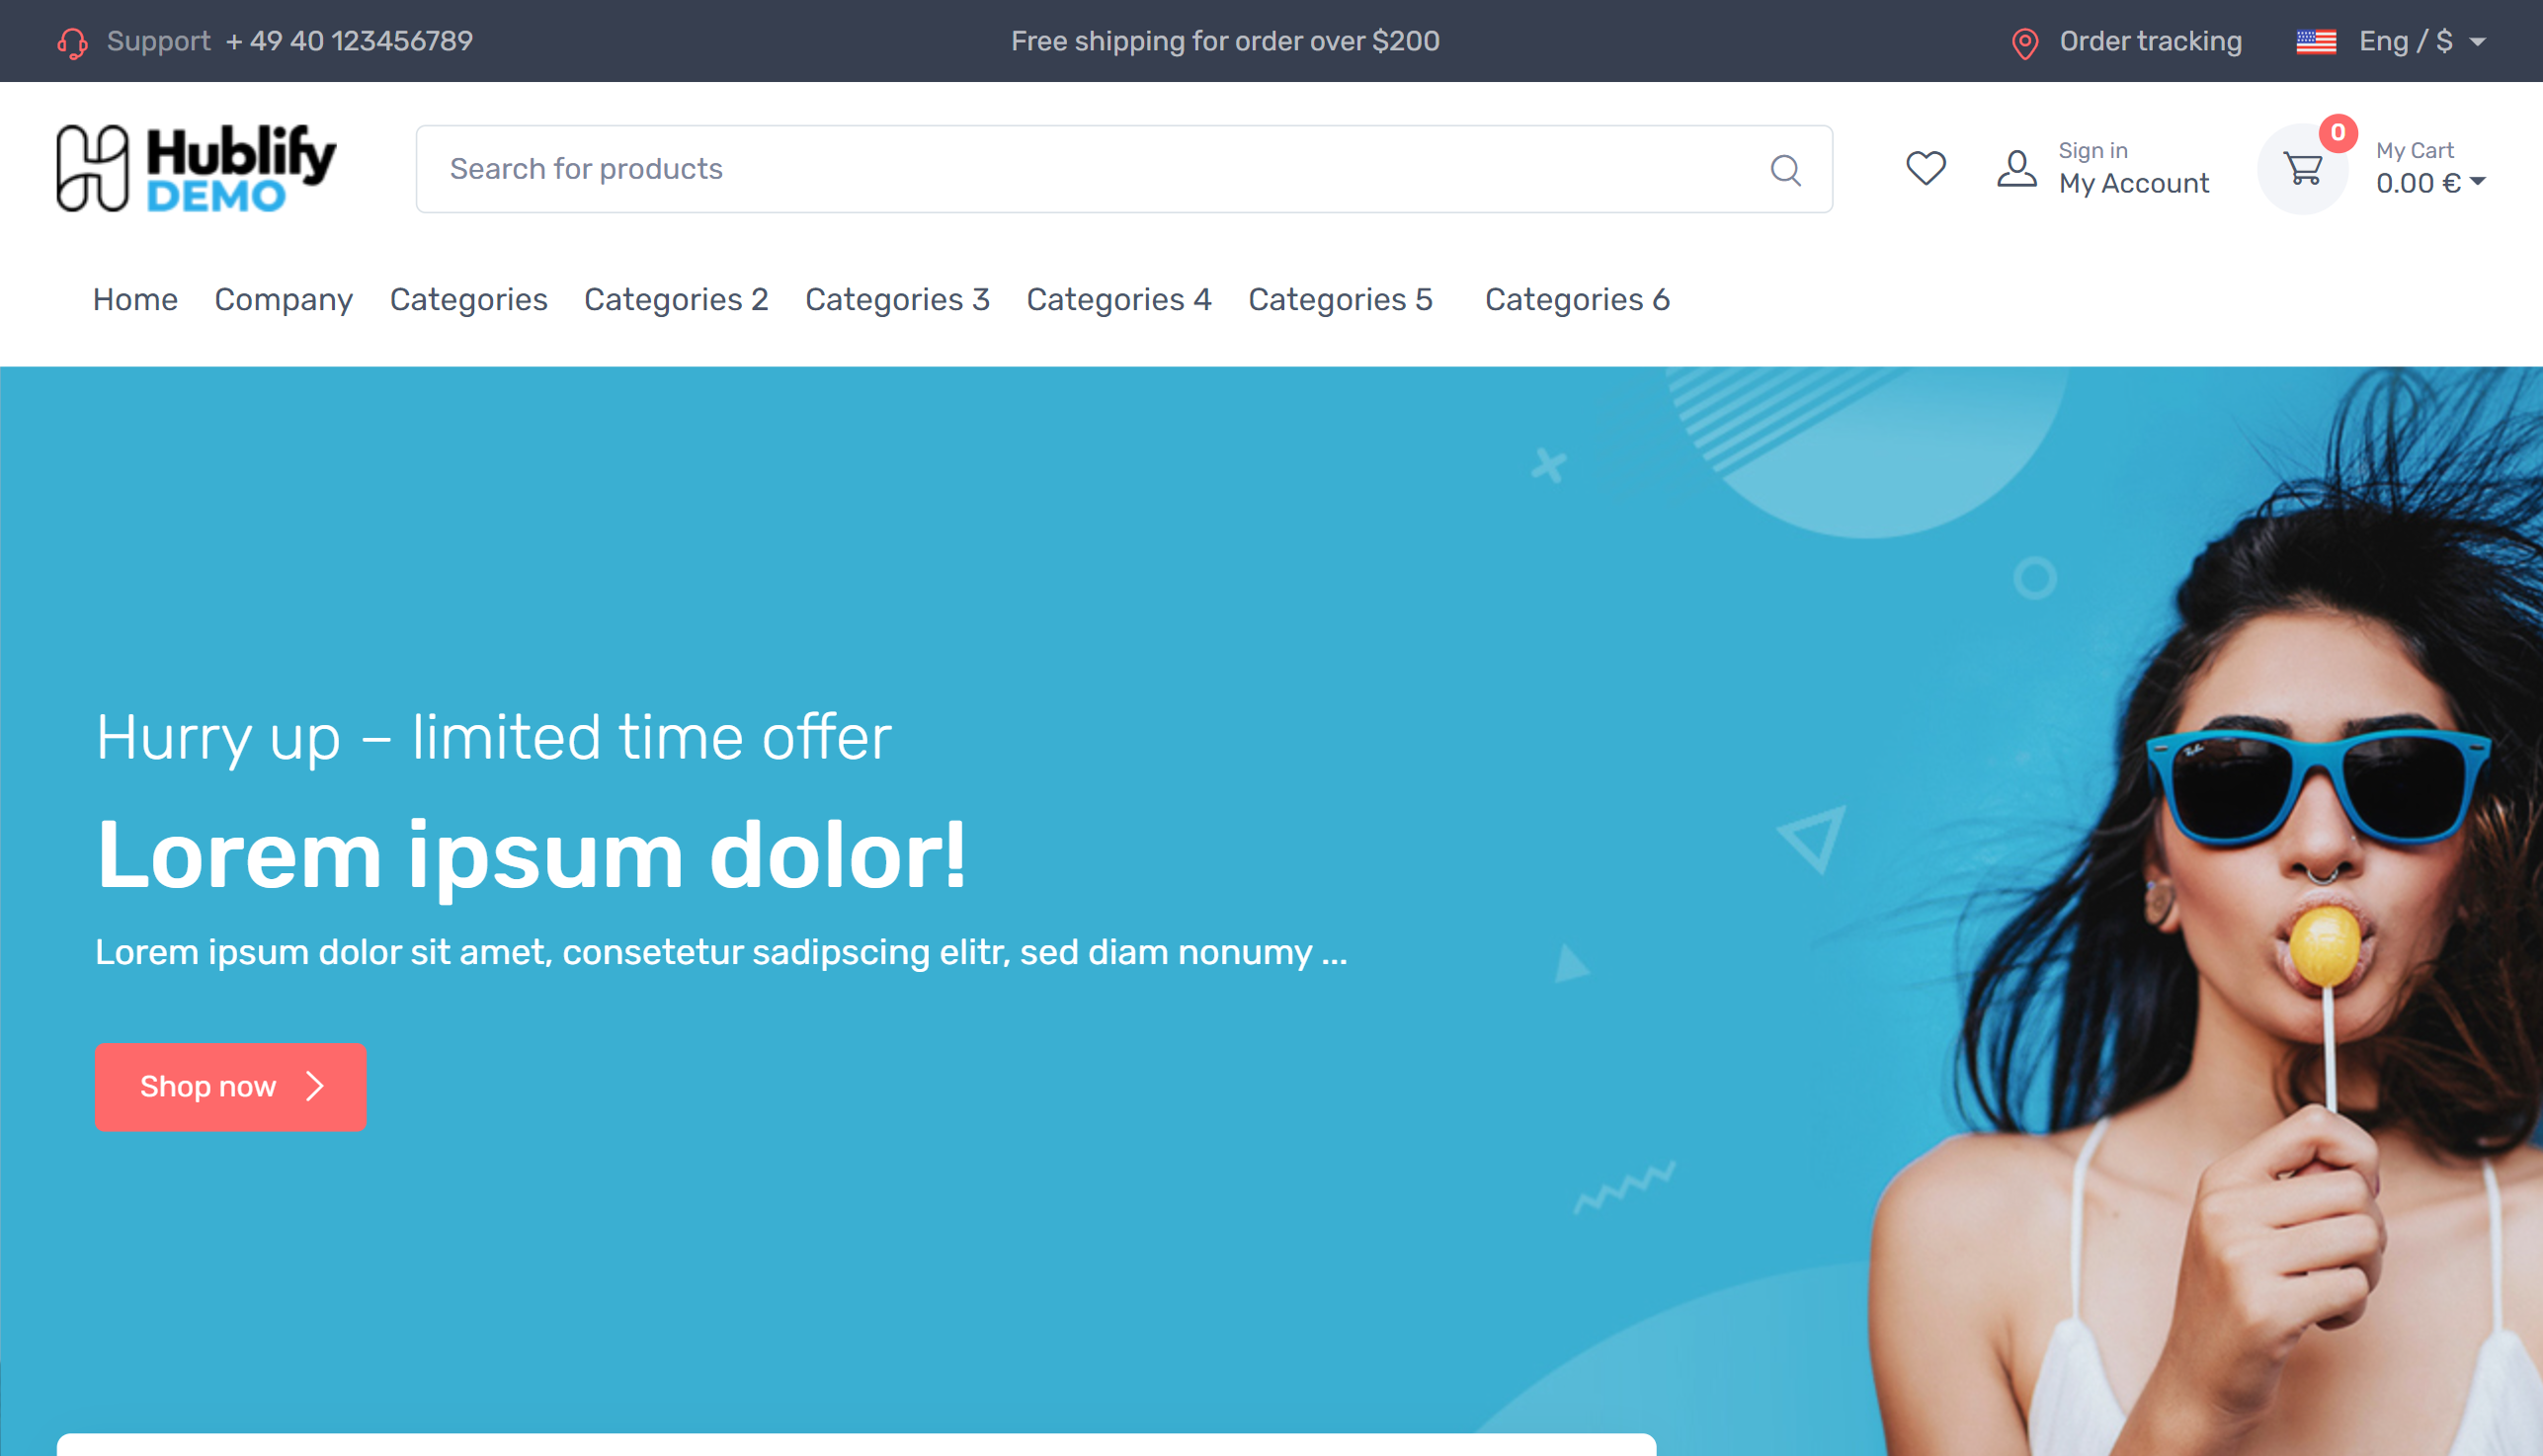 Support + 49 40 123456789
Free shipping for order over $200
Order tracking
Eng / $
Hublify
DEMO
Search for products
Sign in
My Account
0
My Cart
0.00 €
Home Company Categories Categories 2 Categories 3 Categories 4 Categories 5 Categories 6
Hurry up – limited time offer
Lorem ipsum dolor!
Lorem ipsum dolor sit amet, consetetur sadipscing elitr, sed diam nonumy ...
Shop now
Ray-Ban